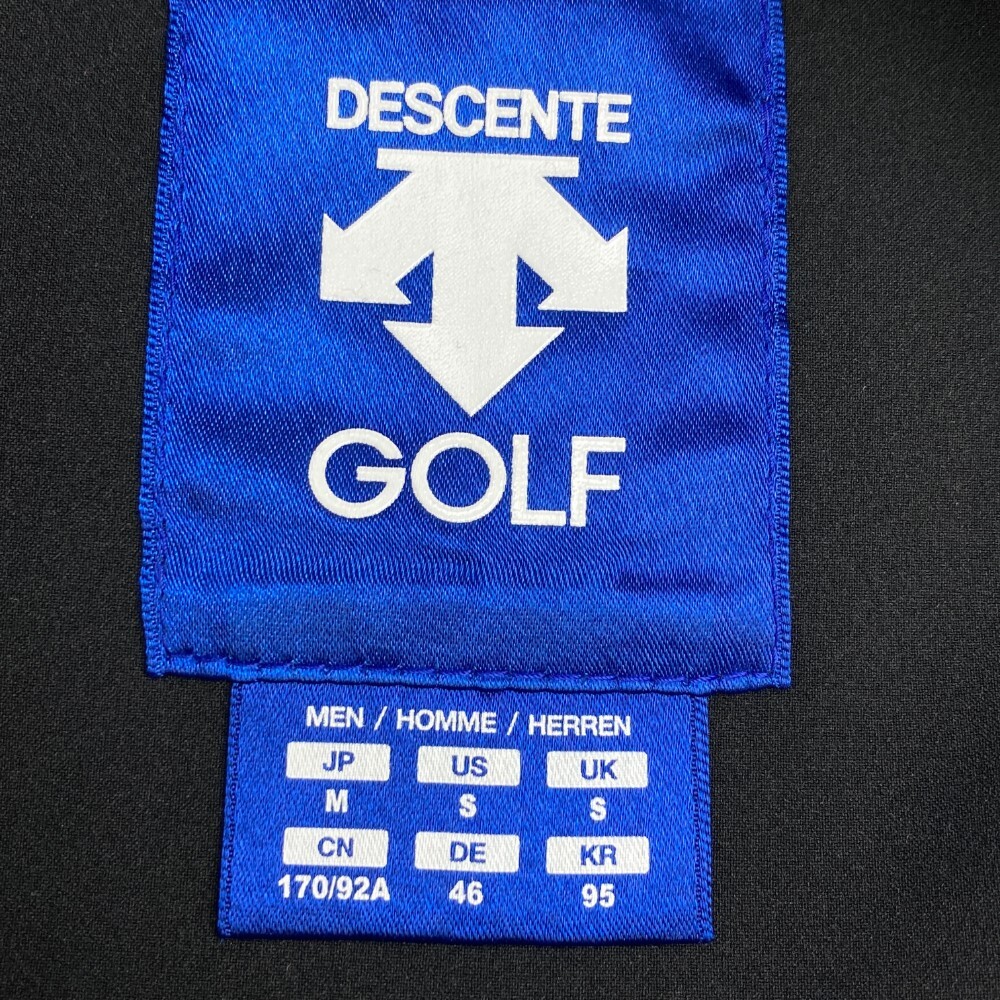 DESCENTE
GOLF
MEN / HOMME / HERREN
JP US UK
M S S
CN DE KR
170/92A 46 95